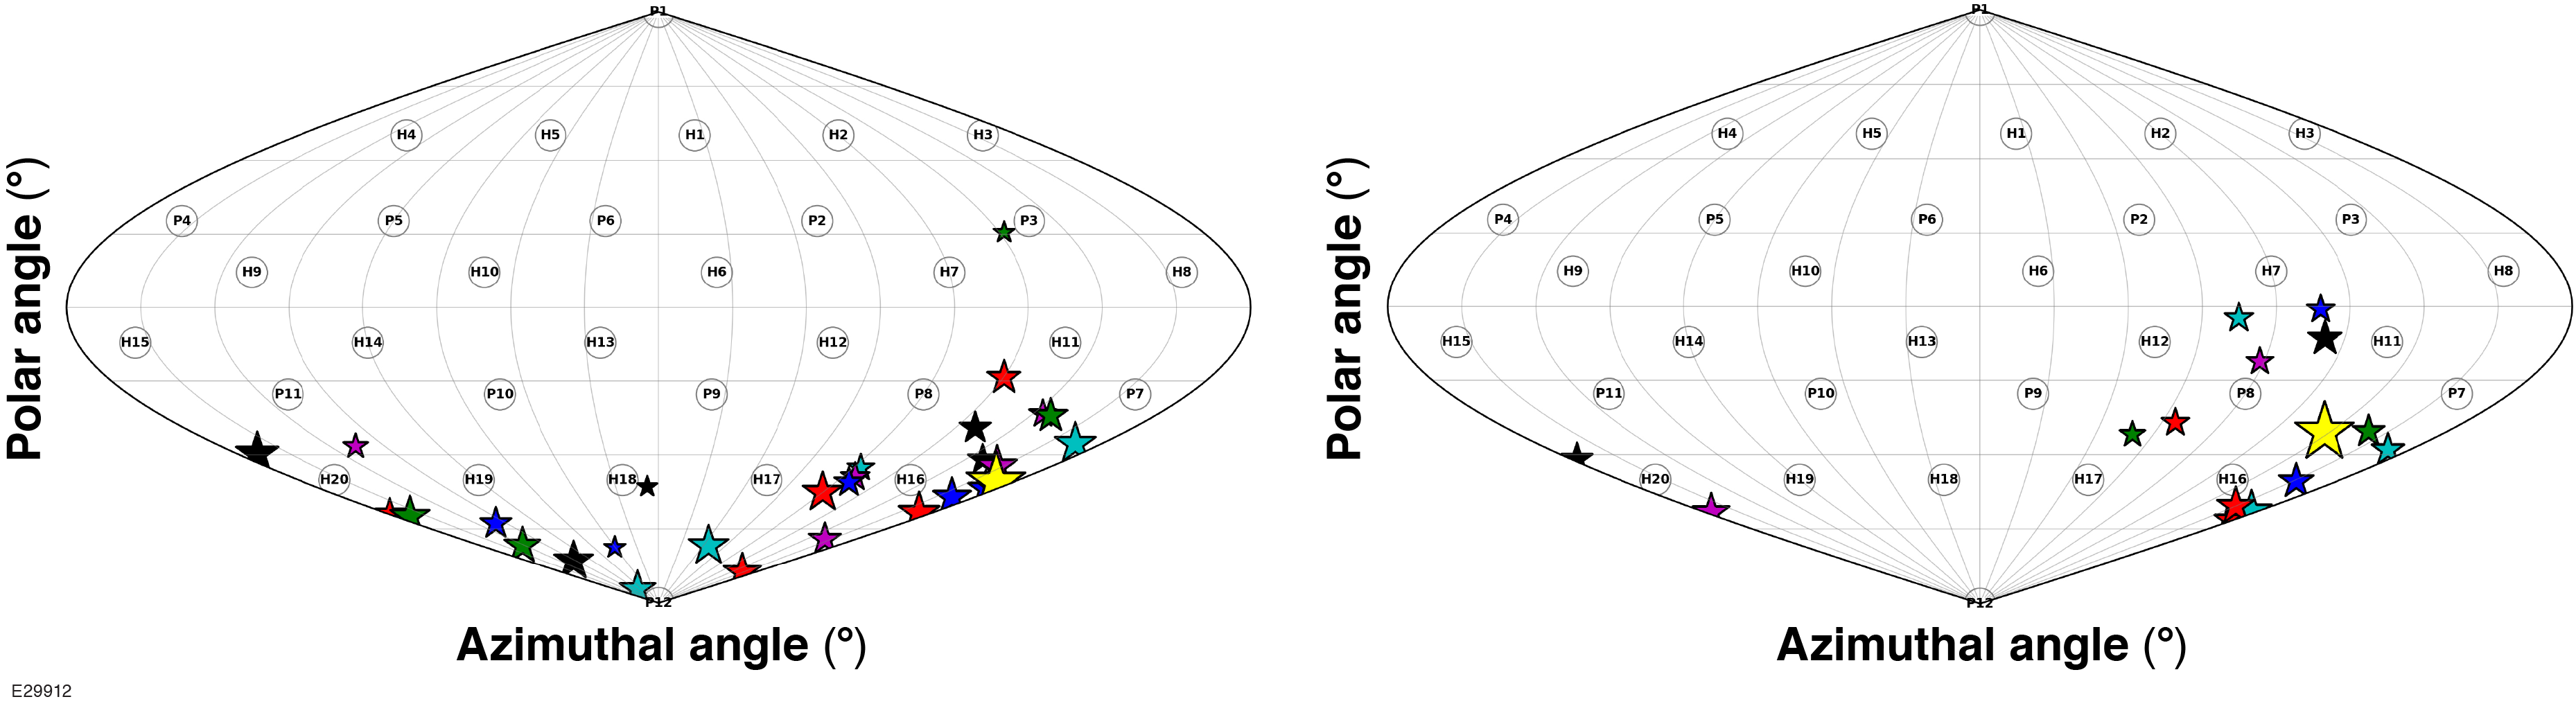 P1
H4 H5 H1 H2 H3
P4 P5 P6 P2 P3
H9 H10 H6 H7 H8
H15 H14 H13 H12 H11
P11 P10 P9 P8 P7
H20 H19 H18 H17 H16
P12
Polar angle (°)
Azimuthal angle (°)
P1
H4 H5 H1 H2 H3
P4 P5 P6 P2 P3
H9 H10 H6 H7 H8
H15 H14 H13 H12 H11
P11 P10 P9 P8 P7
H20 H19 H18 H17 H16
P12
Polar angle (°)
Azimuthal angle (°)
E29912